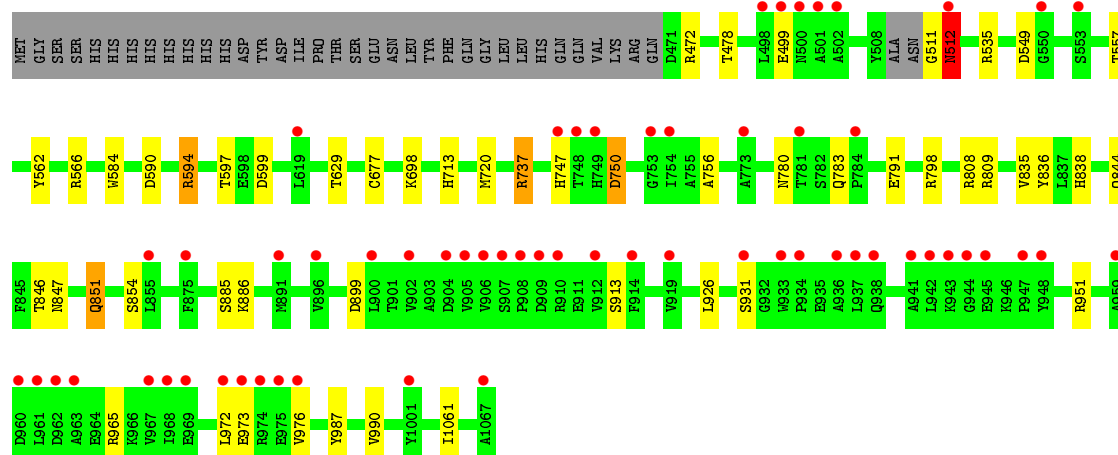 MET GLY SER SER HIS HIS HIS HIS HIS HIS HIS HIS HIS HIS ASP TYR ASP ILE PRO THR SER GLU ASN LEU TYR PHE GLN GLY LEU LEU HIS GLN GLN VAL LYS ARG GLN D471 R472 T478 L498 E499 N500 A501 A502 Y508 ALA ASN G511 N512 R535 D549 G550 S553 T557
Y562 R566 W584 D590 R594 T597 E598 D599 L619 T629 C677 K698 H713 M720 R737 H747 T748 H749 D750 G753 I754 A755 A756 A773 N780 T781 S782 Q783 P784 E791 R798 R808 R809 V835 Y836 L837 H838 Q844
F845 T846 N847 Q851 S854 L855 F875 S885 K886 M891 V896 D899 L900 T901 V902 A903 D904 V905 V906 S907 P908 D909 R910 E911 V912 S913 F914 V919 L926 S931 G932 W933 P934 E935 A936 L937 Q938 A941 L942 K943 G944 E945 K946 P947 Y948 R951 A959
D960 L961 D962 A963 E964 R965 K966 V967 I968 E969 L972 E973 R974 E975 V976 Y987 V990 Y1001 I1061 A1067